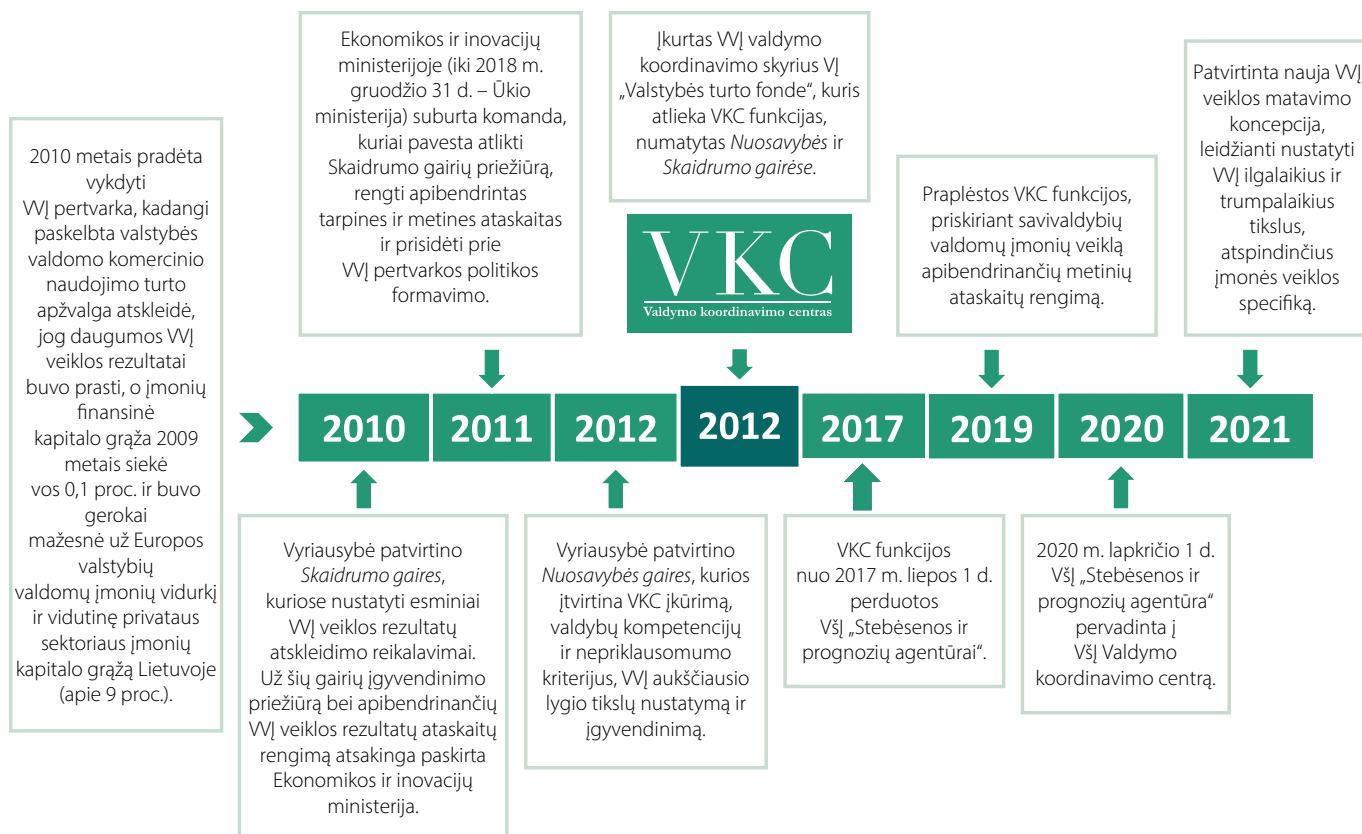 2010 metais pradėta
vykdyti
VVĮ pertvarka, kadangi
paskelbta valstybės
valdomo komercinio
naudojimo turto
apžvalga atskleidė,
jog daugumos VVĮ
veiklos rezultatai
buvo prasti, o įmonių
finansinė
kapitalo grąža 2009
metais siekė
vos 0,1 proc. ir buvo
gerokai
mažesnė už Europos
valstybių
valdomų įmonių vidurkį
ir vidutinę privataus
sektoriaus įmonių
kapitalo grąžą Lietuvoje
(apie 9 proc.).
Ekonomikos ir inovacijų
ministerijoje (iki 2018 m.
gruodžio 31 d. – Ūkio
ministerija) suburta komanda,
kuriai pavesta atlikti
Skaidrumo gairių priežiūrą,
rengti apibendrintas
tarpines ir metines ataskaitas
ir prisidėti prie
VVĮ pertvarkos politikos
formavimo.
Įkurtas VVĮ valdymo
koordinavimo skyrius VĮ
„Valstybės turto fonde“, kuris
atlieka VKC funkcijas,
numatytas Nuosavybės ir
Skaidrumo gairėse.
VKC
Valdymo koordinavimo centras
Praplėstos VKC funkcijos,
priskiriant savivaldybių
valdomų įmonių veiklą
apibendrinančių metinių
ataskaitų rengimą.
Patvirtinta nauja VVĮ
veiklos matavimo
koncepcija,
leidžianti nustatyti
VVĮ ilgalaikius ir
trumpalaikius
tikslus,
atspindinčius
įmonės veiklos
specifiką.
2010 2011 2012 2012 2017 2019 2020 2021
Vyriausybė patvirtino
Skaidrumo gaires,
kuriose nustatyti esminiai
VVĮ veiklos rezultatų
atskleidimo reikalavimai.
Už šių gairių įgyvendinimo
priežiūrą bei apibendrinančių
VVĮ veiklos rezultatų ataskaitų
rengimą atsakinga paskirta
Ekonomikos ir inovacijų
ministerija.
Vyriausybė patvirtino
Nuosavybės gaires, kurios
įtvirtina VKC įkūrimą,
valdybų kompetencijų
ir nepriklausomumo
kriterijus, VVĮ aukščiausio
lygio tikslų nustatymą ir
įgyvendinimą.
VKC funkcijos
nuo 2017 m. liepos 1 d.
perduotos
VšĮ „Stebėsenos ir
prognozių agentūrai“.
2020 m. lapkričio 1 d.
VšĮ „Stebėsenos ir
prognozių agentūra“
pervadinta į
VšĮ Valdymo
koordinavimo centrą.